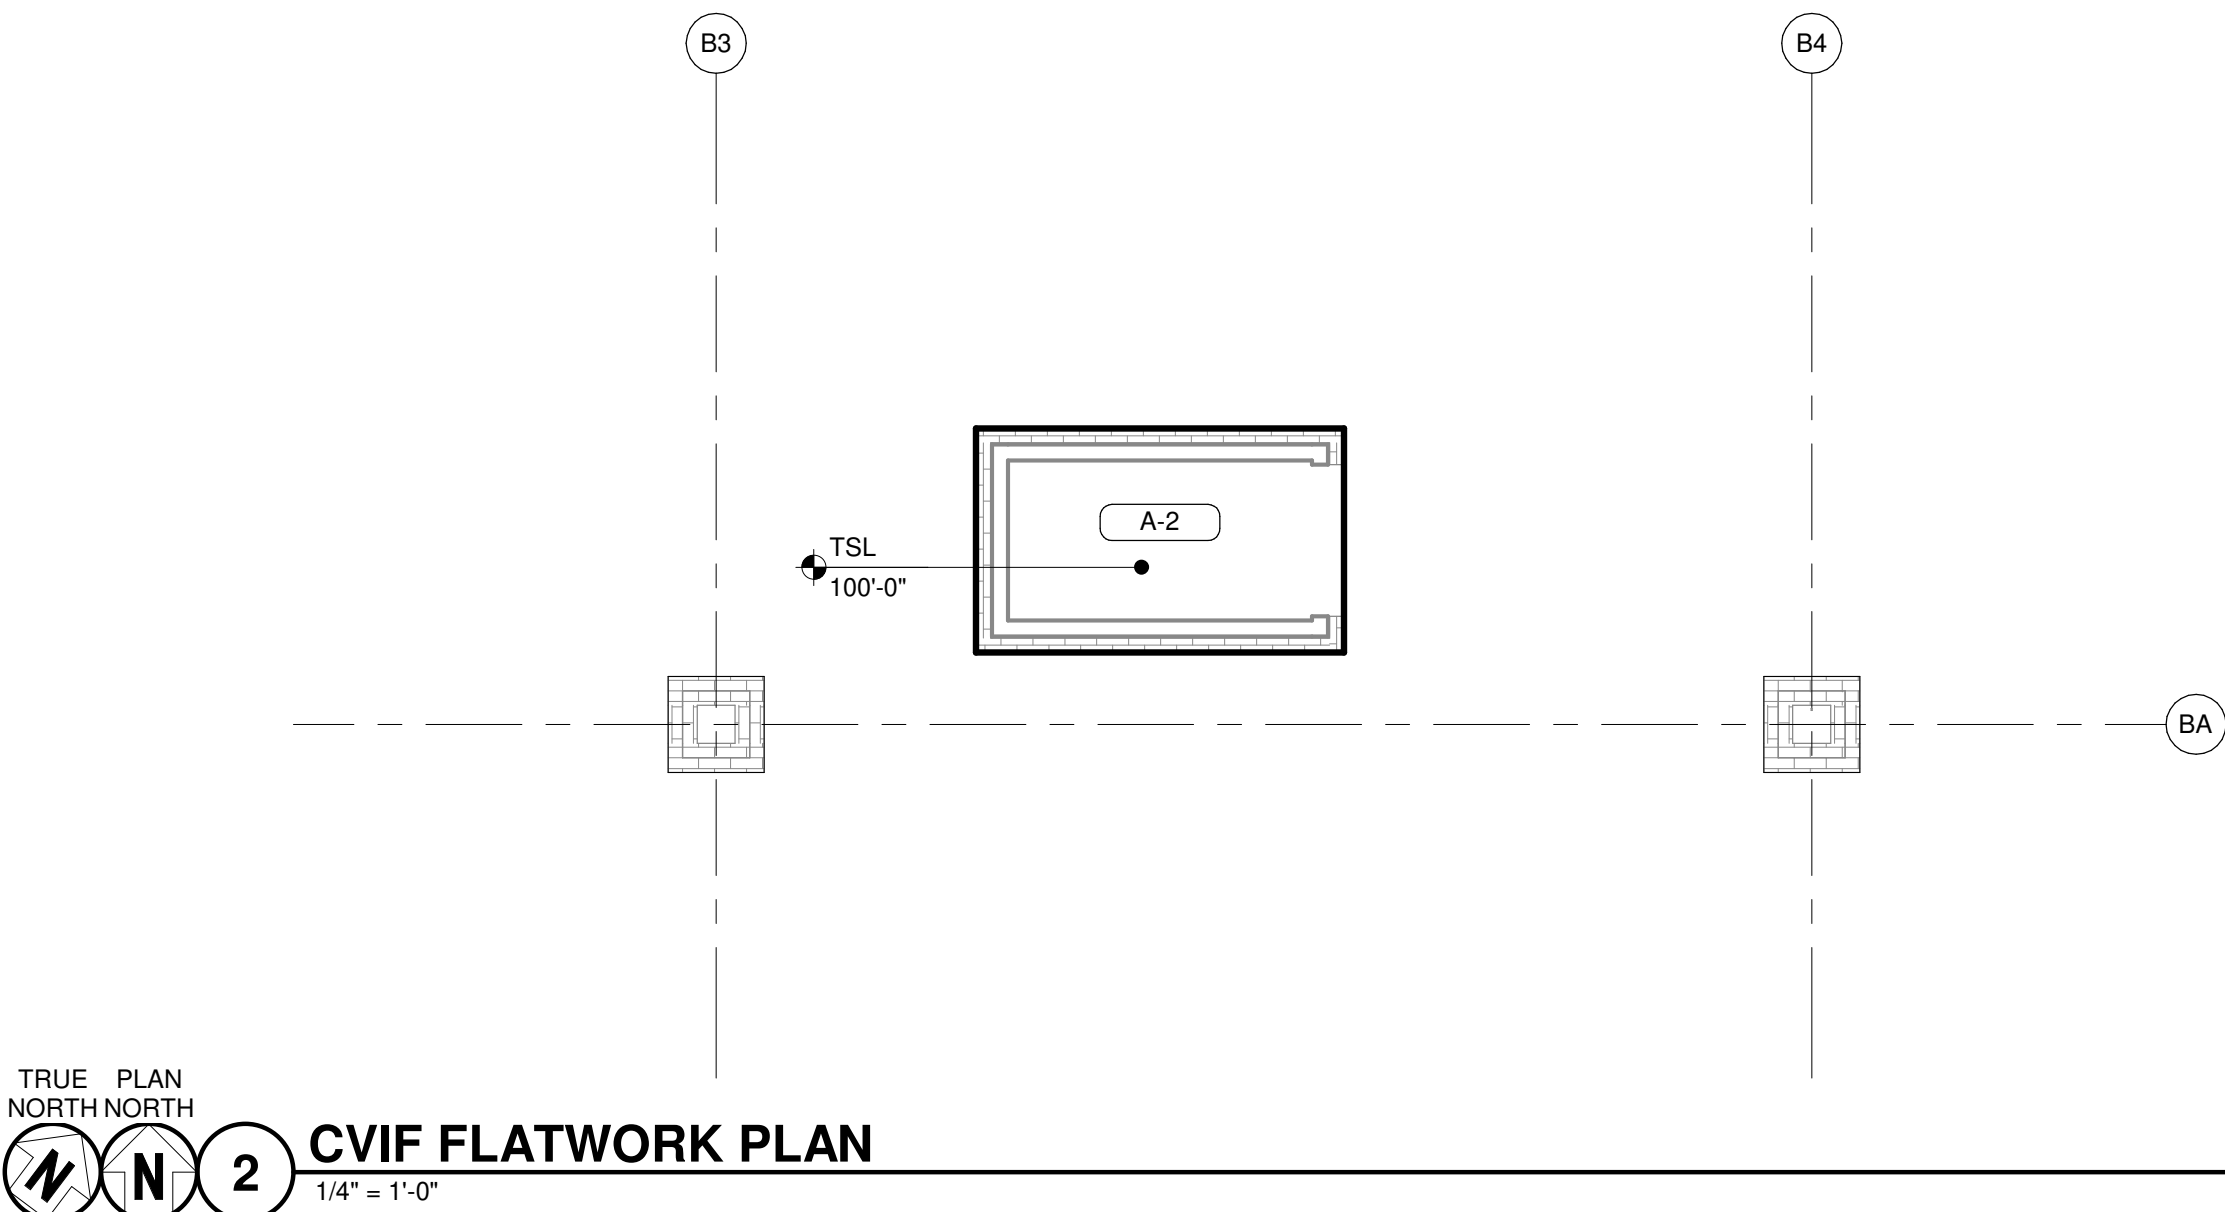 B3
B4
A-2
TSL
100'-0"
BA
TRUE PLAN
NORTH NORTH
N N 2 CVIF FLATWORK PLAN
1/4" = 1'-0"